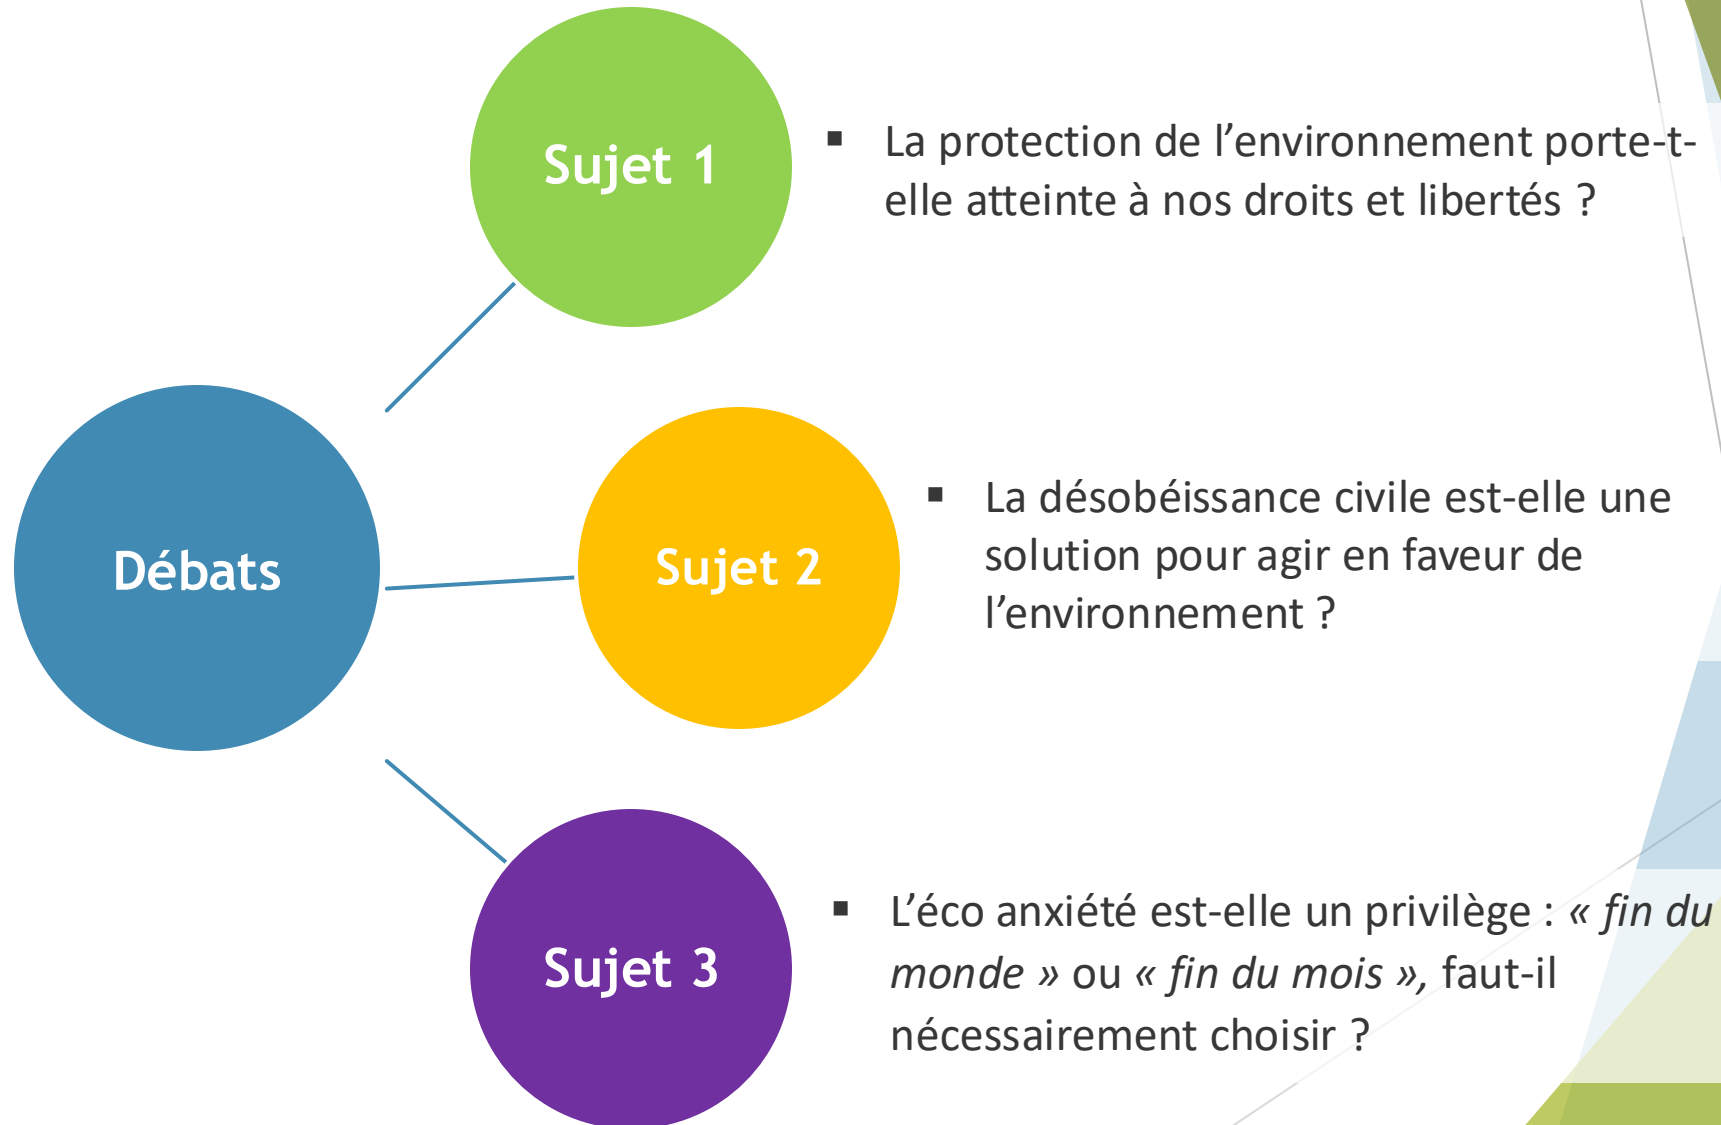 Débats
Sujet 1
▪ La protection de l’environnement porte-t-
elle atteinte à nos droits et libertés ?
Sujet 2
▪ La désobéissance civile est-elle une
solution pour agir en faveur de
l’environnement ?
Sujet 3
▪ L’éco anxiété est-elle un privilège : « fin du
monde » ou « fin du mois », faut-il
nécessairement choisir ?